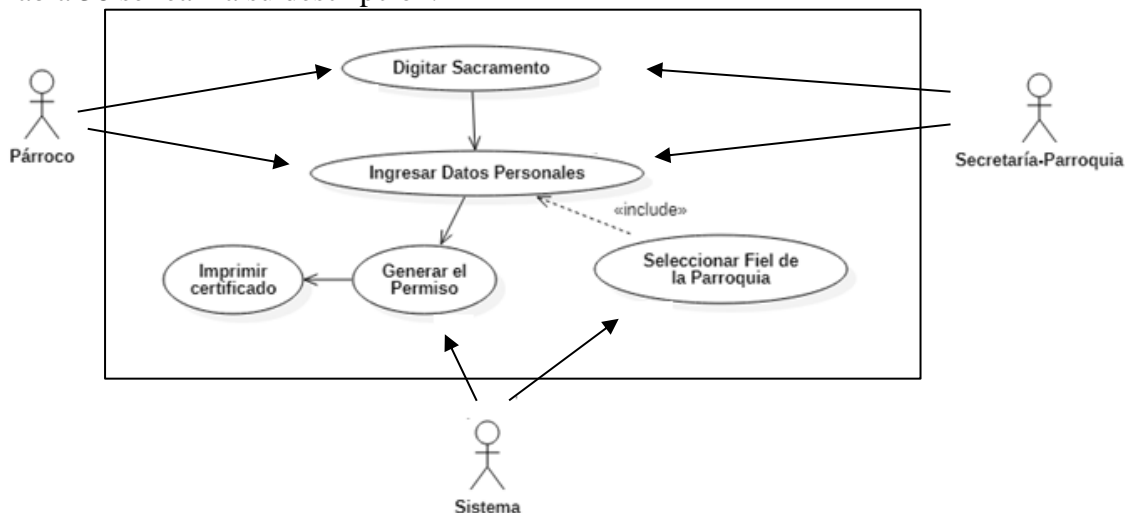 Digitar Sacramento
Párroco
Secretaría-Parroquia
Ingresar Datos Personales
«include»
Seleccionar Fiel de
la Parroquia
Imprimir
certificado
Generar el
Permiso
Sistema